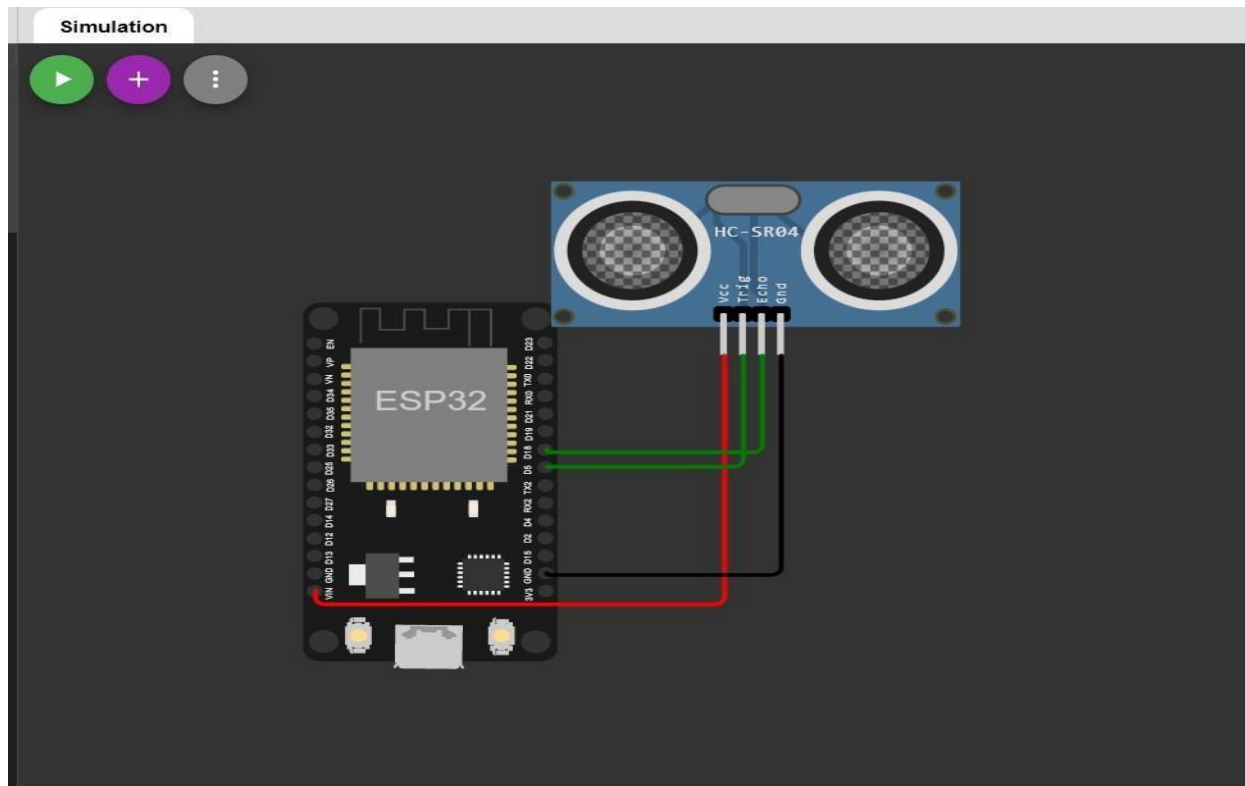 Simulation
HC-SR04
Vcc
Trig
Echo
Gnd
ESP32
EN
VP
VN
D34
D35
D32
D33
D25
D26
D27
D14
D12
D13
GND
VIN
D23
D22
TX0
RX0
D21
D19
D18
D5
TX2
RX2
D4
D2
D15
GND
3V3